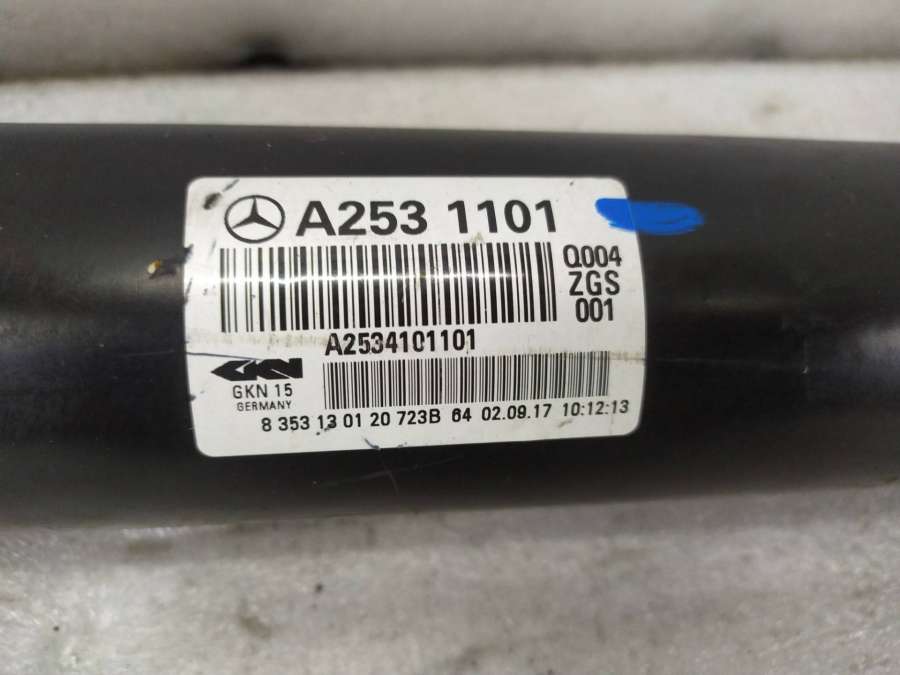 A253 1101
Q004
ZGS
001
A2534101101
GKN
GKN 15
GERMANY
8 353 13 01 20 723B 64 02.09.17 10:12:13